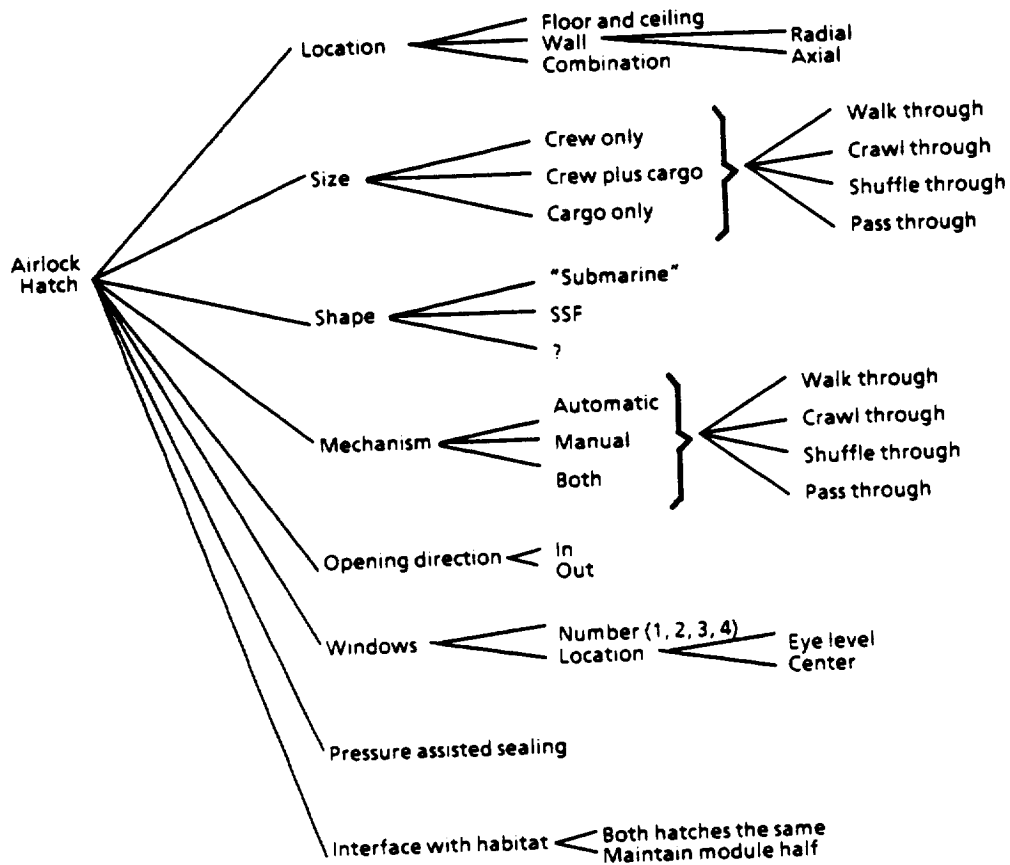 Location
Floor and ceiling
Wall
Combination
Radial
Axial
Size
Crew only
Crew plus cargo
Cargo only
Walk through
Crawl through
Shuffle through
Pass through
Airlock
Hatch
Shape
"Submarine"
SSF
?
Mechanism
Automatic
Manual
Both
Walk through
Crawl through
Shuffle through
Pass through
Opening direction
In
Out
Windows
Number (1, 2, 3, 4)
Location
Eye level
Center
Pressure assisted sealing
Interface with habitat
Both hatches the same
Maintain module half